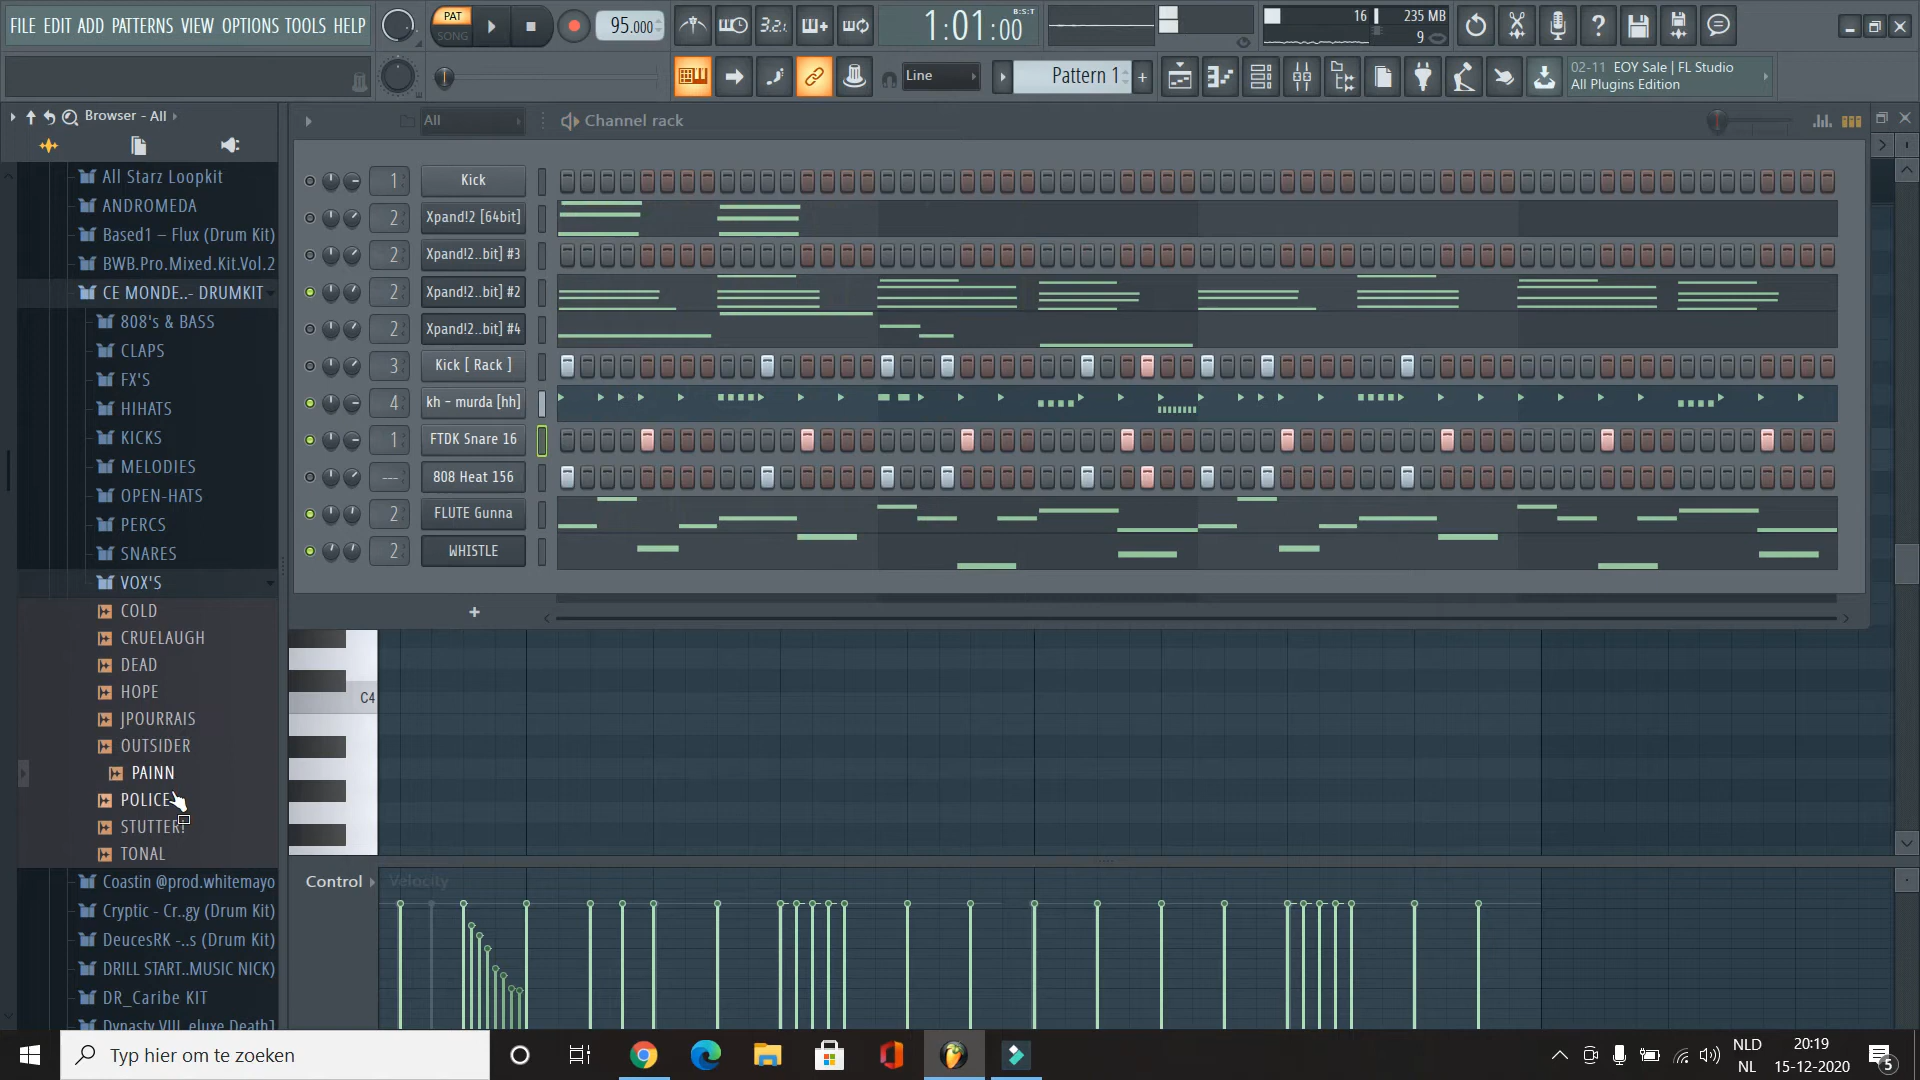 FILE EDIT ADD PATTERNS VIEW OPTIONS TOOLS HELP
PAT
SONG
95.000
3.2.1
1:01:00
B:S:T
16
235 MB
9
Line
Pattern 1
+
02-11 EOY Sale | FL Studio
All Plugins Edition
Browser - All
All
Channel rack
All Starz Loopkit
ANDROMEDA
Based1 – Flux (Drum Kit)
BWB.Pro.Mixed.Kit.Vol.2
CE MONDE..- DRUMKIT
808's & BASS
CLAPS
FX'S
HIHATS
KICKS
MELODIES
OPEN-HATS
PERCS
SNARES
VOX'S
COLD
CRUELAUGH
DEAD
HOPE
JPOURRAIS
OUTSIDER
PAINN
POLICE
STUTTER!
TONAL
Coastin @prod.whitemayo
Cryptic - Cr..gy (Drum Kit)
DeucesRK -..s (Drum Kit)
DRILL START..MUSIC NICK)
DR_Caribe KIT
1 Kick
2 Xpand!2 [64bit]
2 Xpand!2..bit] #3
2 Xpand!2..bit] #2
2 Xpand!2..bit] #4
3 Kick [ Rack ]
4 kh – murda [hh]
1 FTDK Snare 16
--- 808 Heat 156
2 FLUTE Gunna
2 WHISTLE
+
C4
Control
Velocity
Typ hier om te zoeken
NLD
NL
20:19
15-12-2020
5